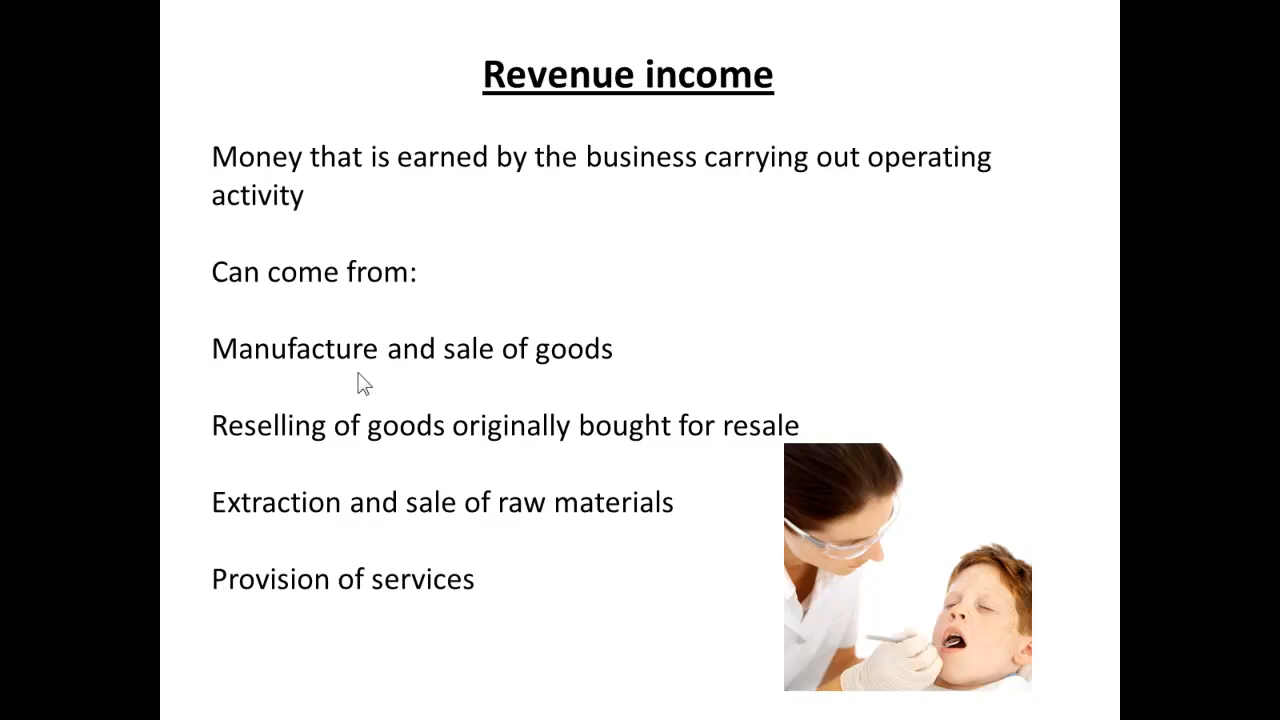 Revenue income
Money that is earned by the business carrying out operating
activity
Can come from:
Manufacture and sale of goods
Reselling of goods originally bought for resale
Extraction and sale of raw materials
Provision of services